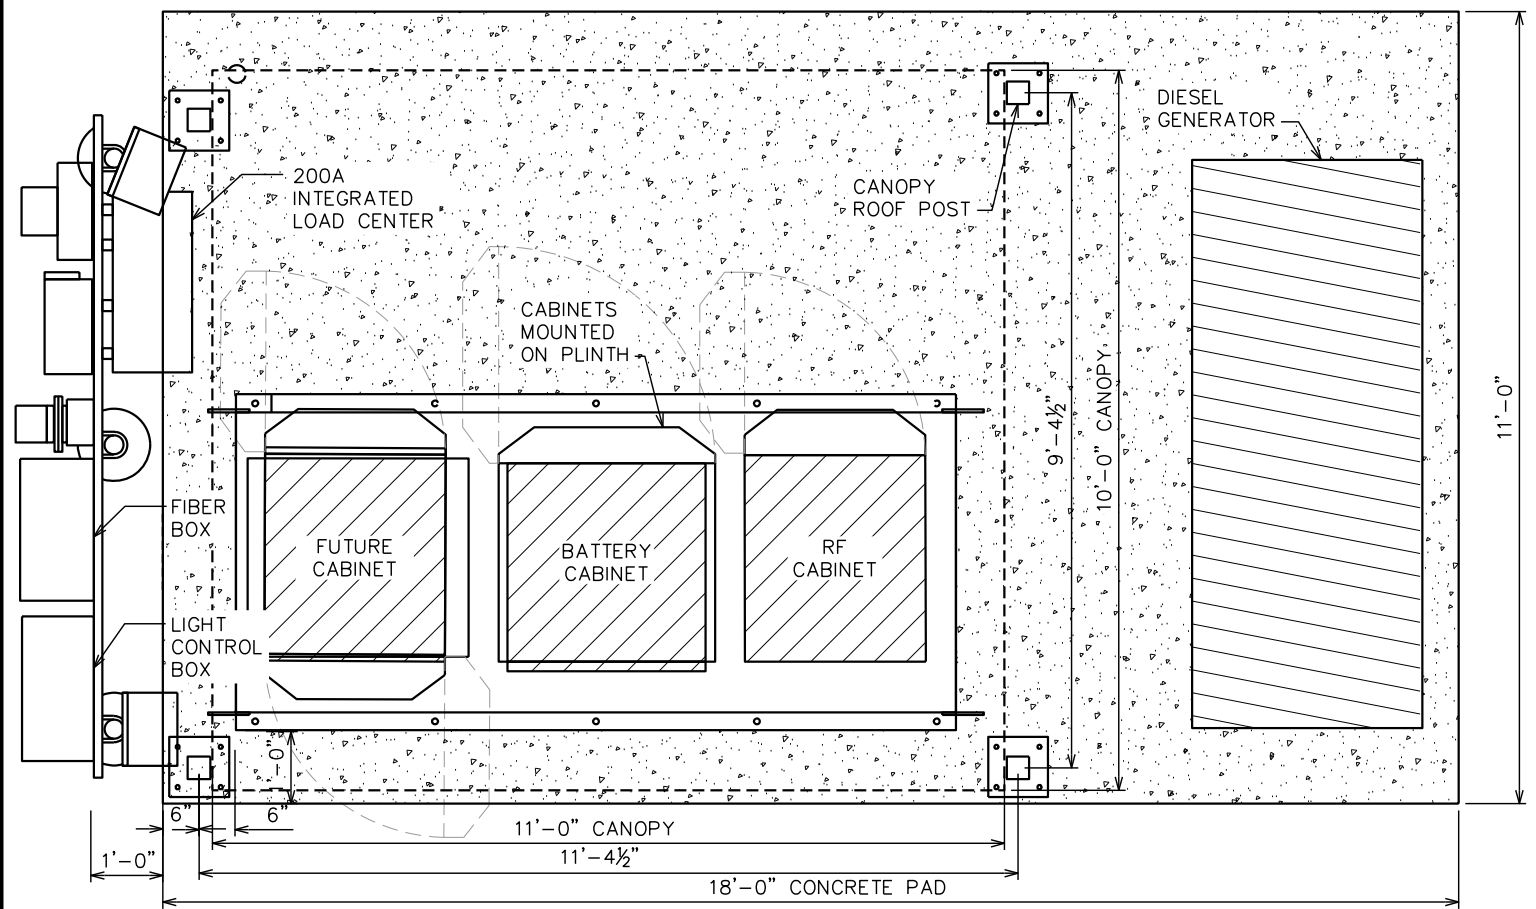 DIESEL
GENERATOR
200A
INTEGRATED
LOAD CENTER
CANOPY
ROOF POST
CABINETS
MOUNTED
ON PLINTH
9'-4½"
10'-0" CANOPY
11'-0"
FIBER
BOX
FUTURE
CABINET
BATTERY
CABINET
RF
CABINET
LIGHT
CONTROL
BOX
1'-0"
6"
6"
11'-0" CANOPY
1'-0"
11'-4½"
18'-0" CONCRETE PAD